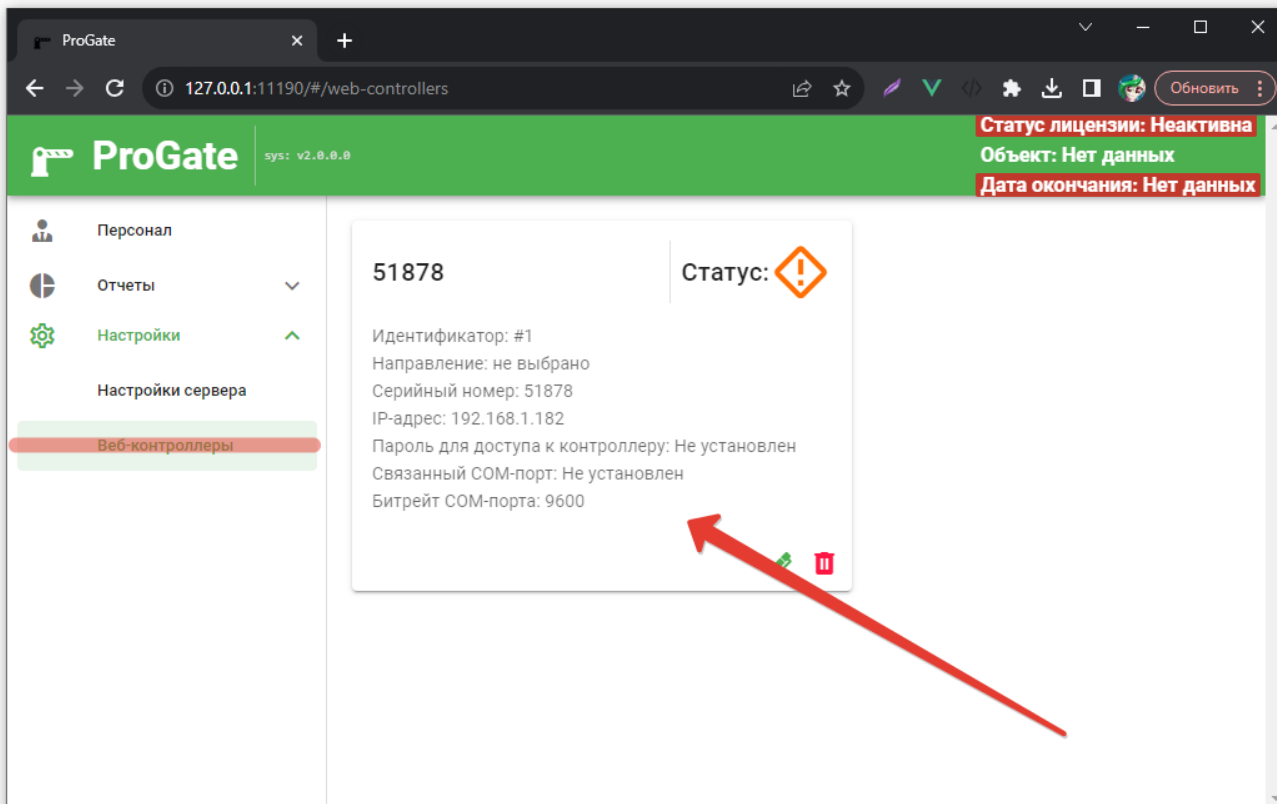 ProGate
127.0.0.1:11190/#/web-controllers
Обновить
ProGate
sys: v2.0.0.0
Статус лицензии: Неактивна
Объект: Нет данных
Дата окончания: Нет данных
Персонал
Отчеты
Настройки
Настройки сервера
Веб-контроллеры
51878
Статус:
Идентификатор: #1
Направление: не выбрано
Серийный номер: 51878
IP-адрес: 192.168.1.182
Пароль для доступа к контроллеру: Не установлен
Связанный COM-порт: Не установлен
Битрейт COM-порта: 9600